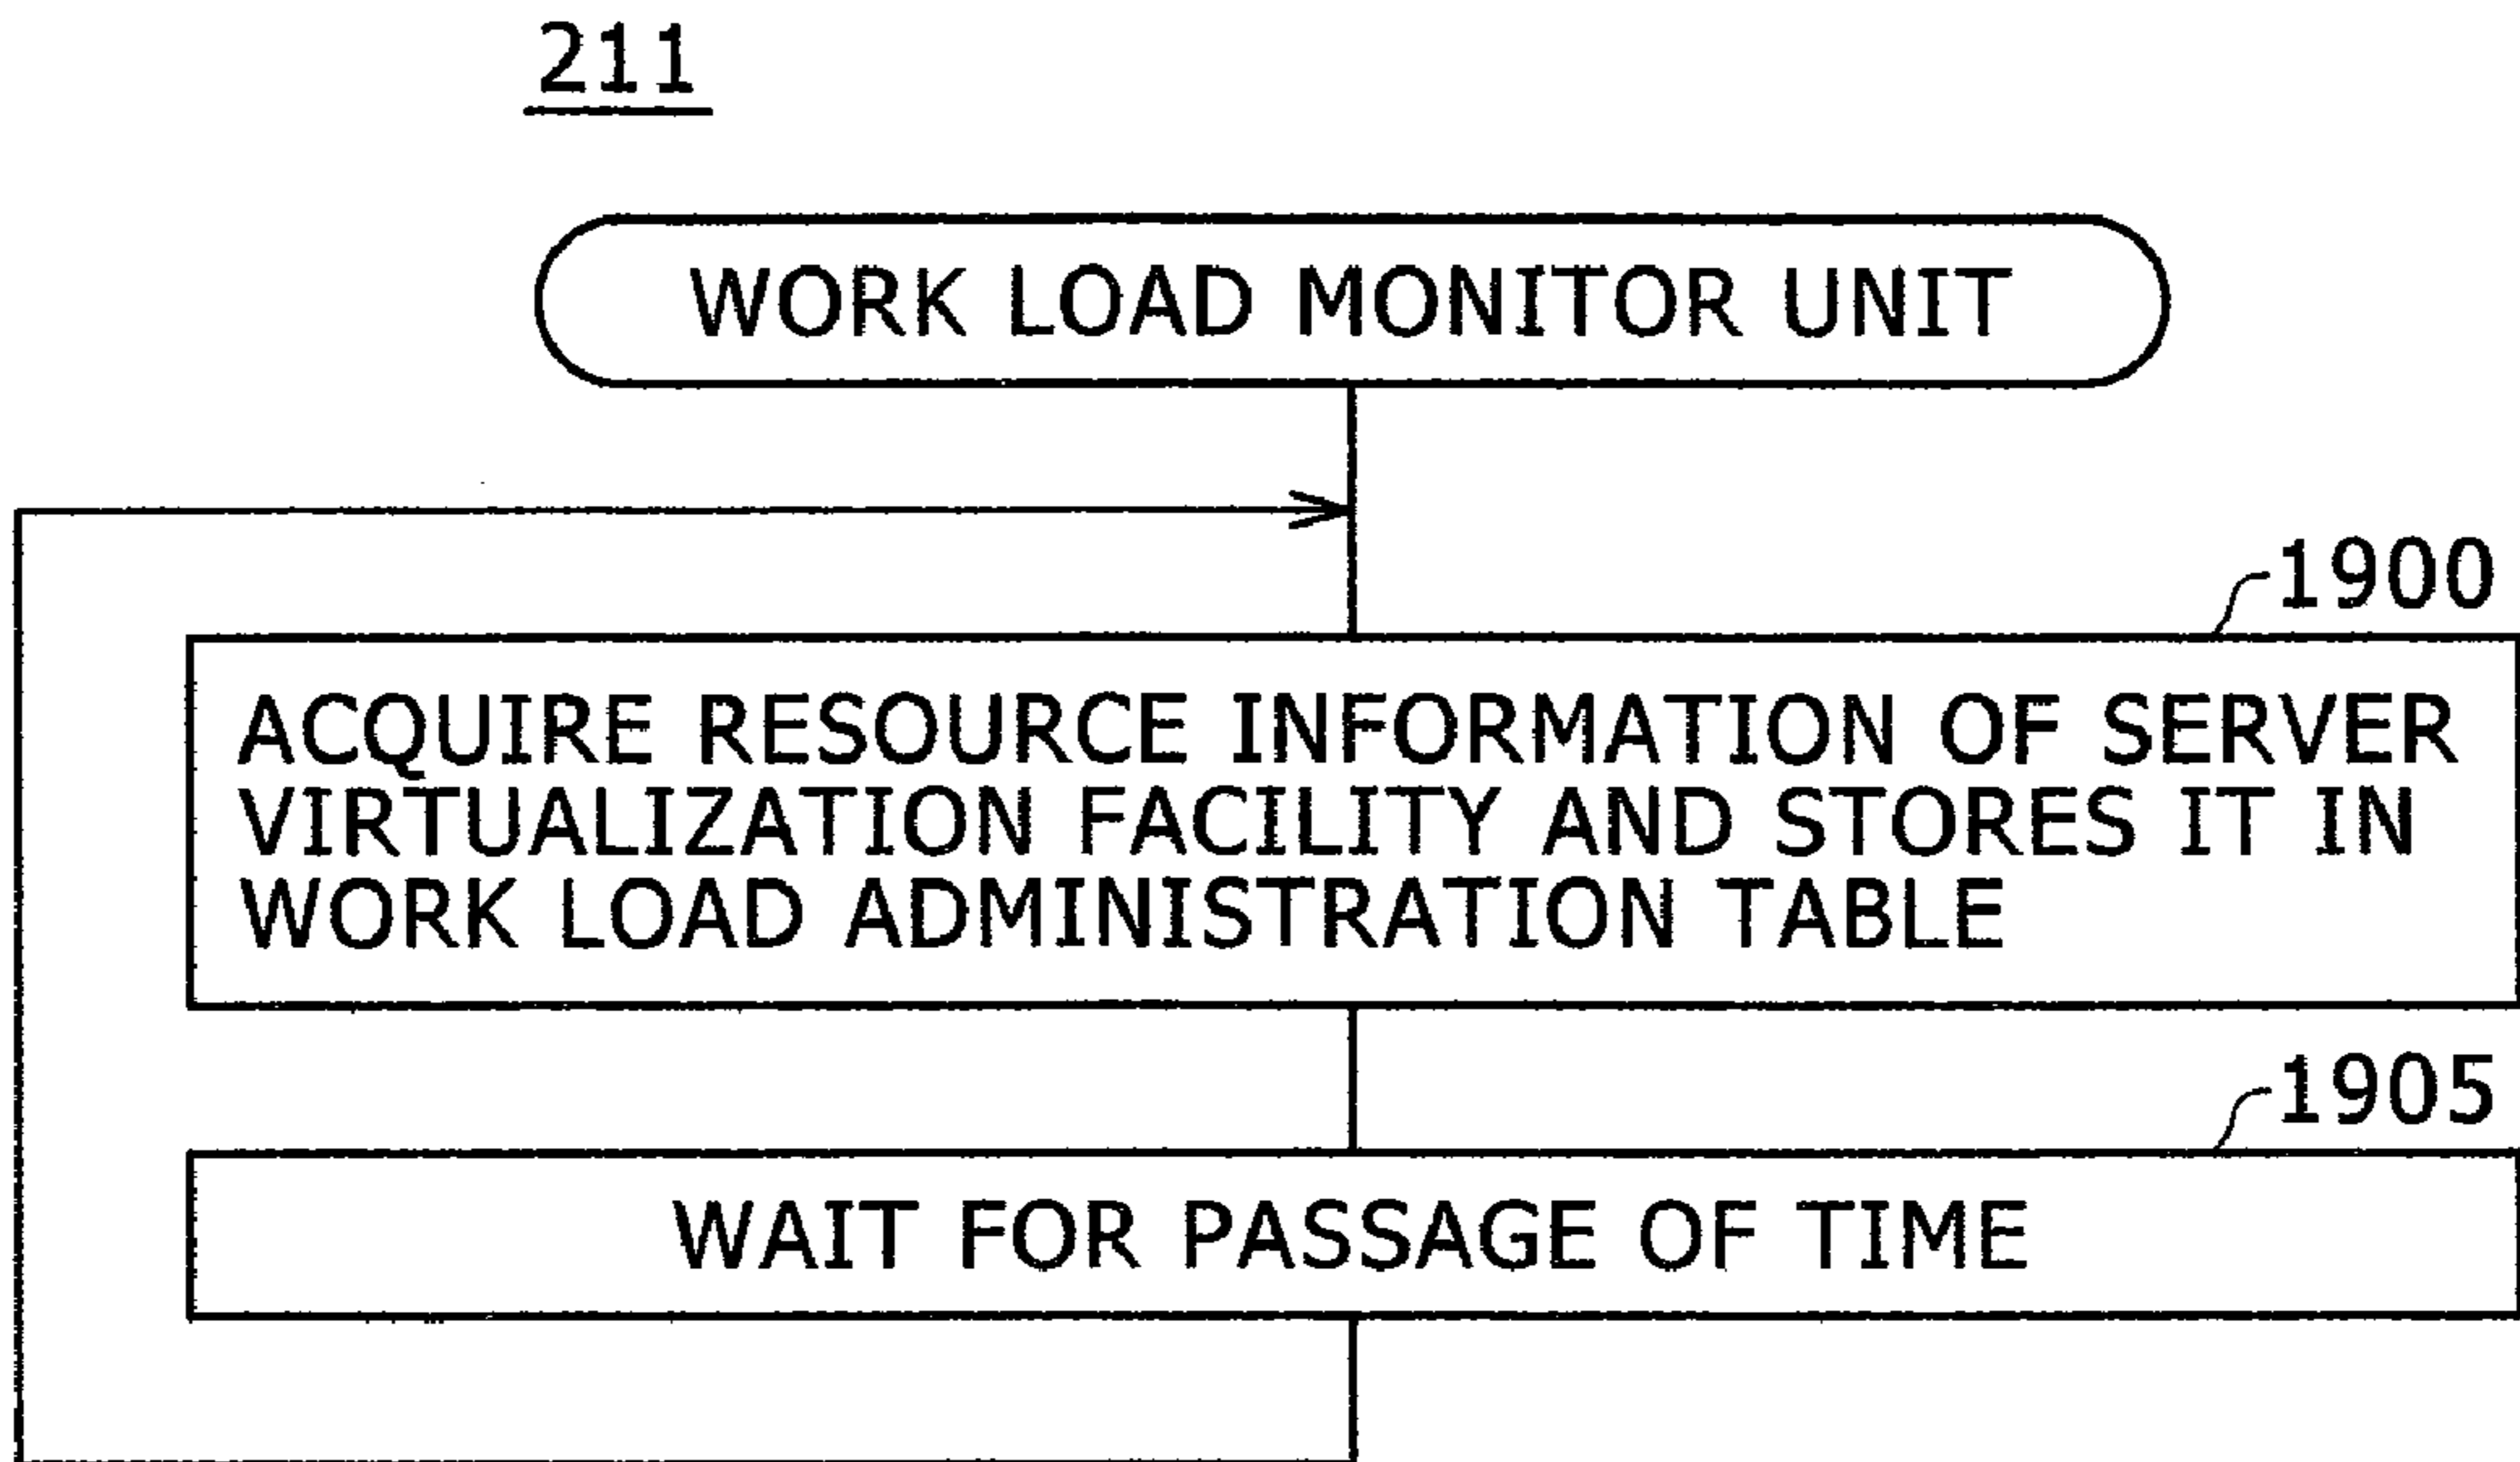 211
WORK LOAD MONITOR UNIT
1900
ACQUIRE RESOURCE INFORMATION OF SERVER
VIRTUALIZATION FACILITY AND STORES IT IN
WORK LOAD ADMINISTRATION TABLE
1905
WAIT FOR PASSAGE OF TIME